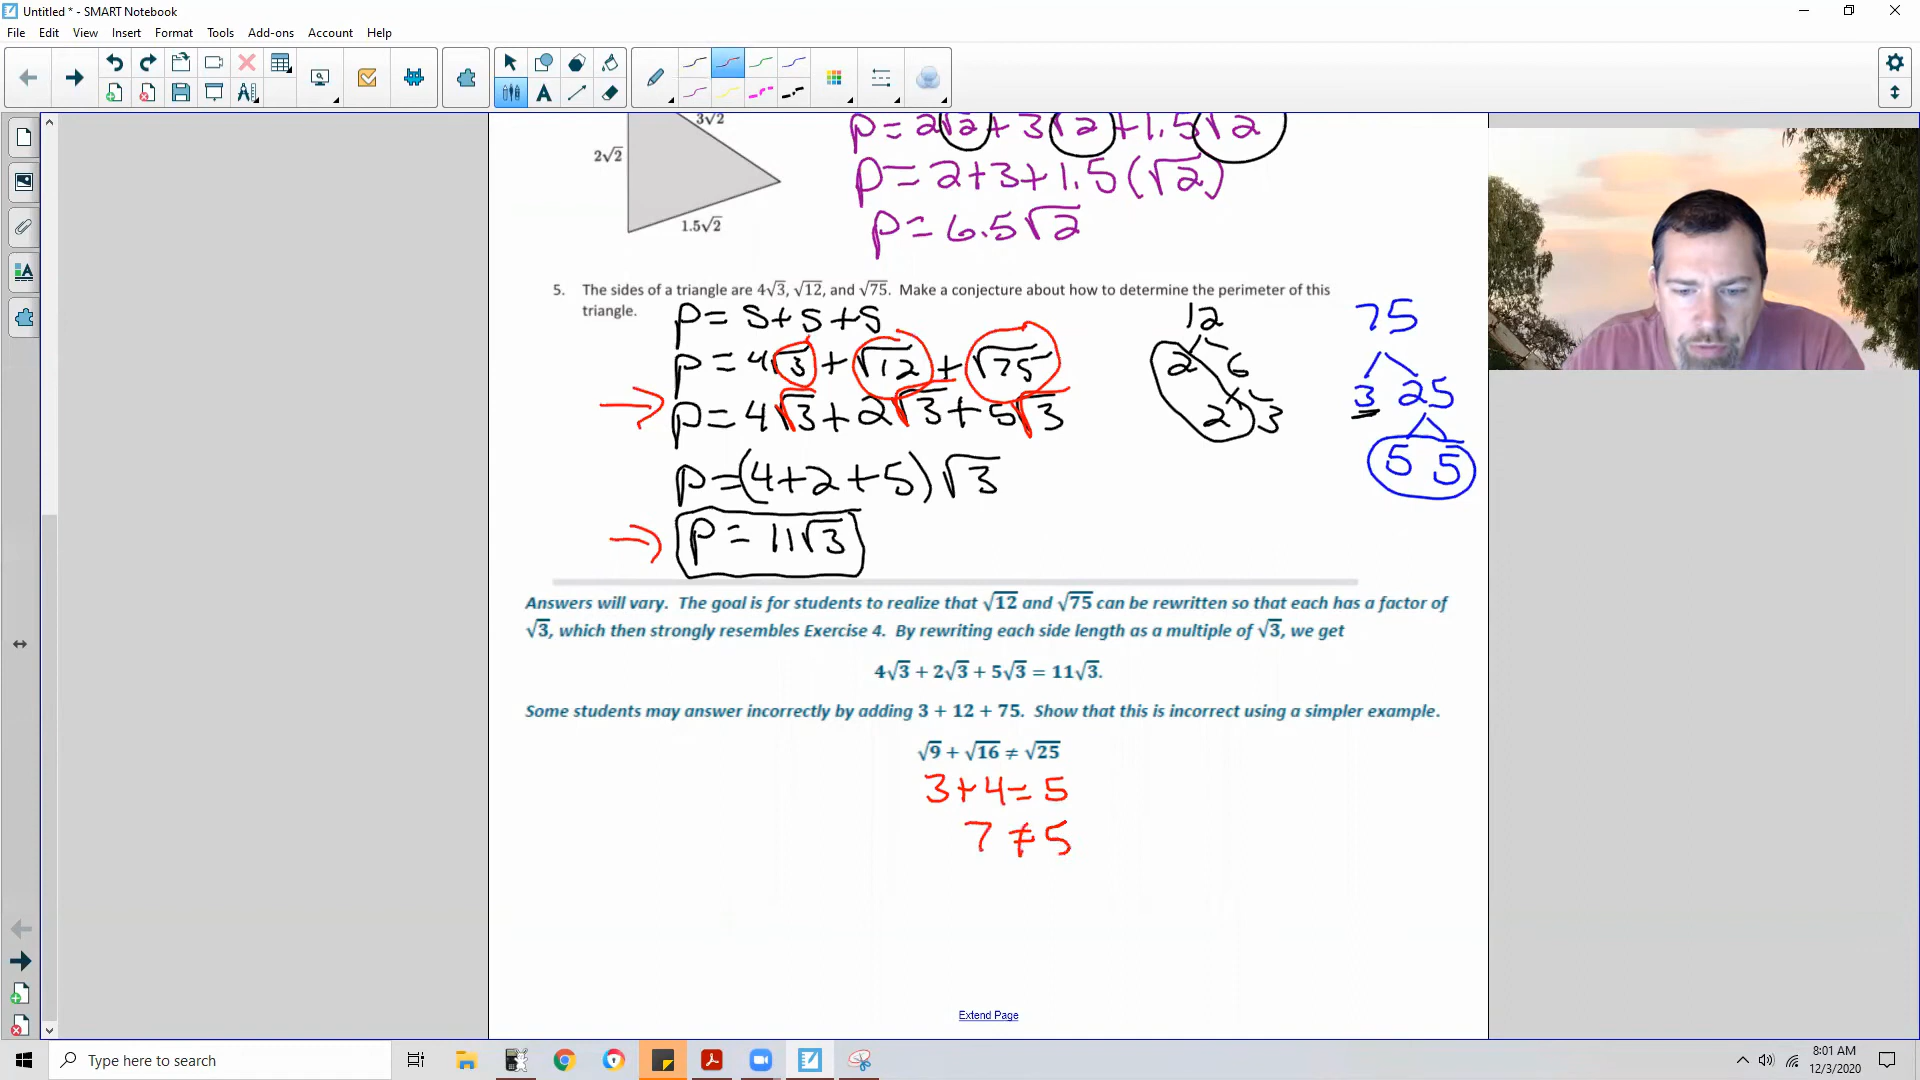 Untitled * - SMART Notebook
File Edit View Insert Format Tools Add-ons Account Help
3√2
2√2
1.5√2
P= 2√2 + 3√2 + 1.5√2
P= 2+3+1.5(√2)
P= 6.5√2
5. The sides of a triangle are 4√3, √12, and √75. Make a conjecture about how to determine the perimeter of this
triangle.
P= S+S+S
P= 4√3 + √12 + √75
P= 4√3 + 2√3 + 5√3
P=(4+2+5)√3
P= 11√3
12
2 6
2 3
75
3 25
5 5
Answers will vary. The goal is for students to realize that √12 and √75 can be rewritten so that each has a factor of
√3, which then strongly resembles Exercise 4. By rewriting each side length as a multiple of √3, we get
4√3 + 2√3 + 5√3 = 11√3.
Some students may answer incorrectly by adding 3 + 12 + 75. Show that this is incorrect using a simpler example.
√9 + √16 ≠ √25
3+4=5
7 ≠ 5
Extend Page
Type here to search
8:01 AM
12/3/2020